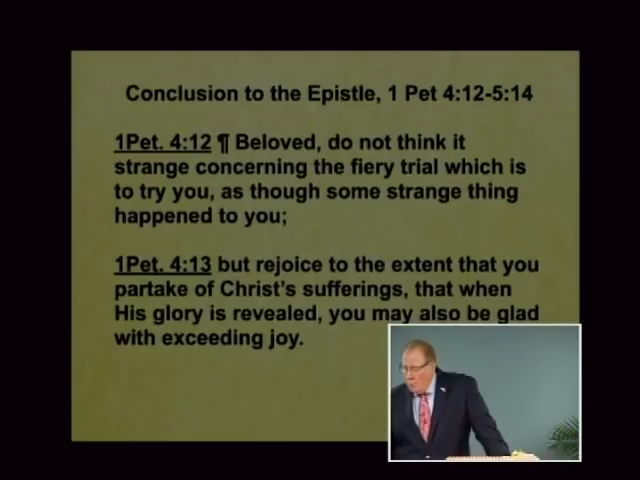 Conclusion to the Epistle, 1 Pet 4:12-5:14
1Pet. 4:12 ¶ Beloved, do not think it
strange concerning the fiery trial which is
to try you, as though some strange thing
happened to you;
1Pet. 4:13 but rejoice to the extent that you
partake of Christ's sufferings, that when
His glory is revealed, you may also be glad
with exceeding joy.